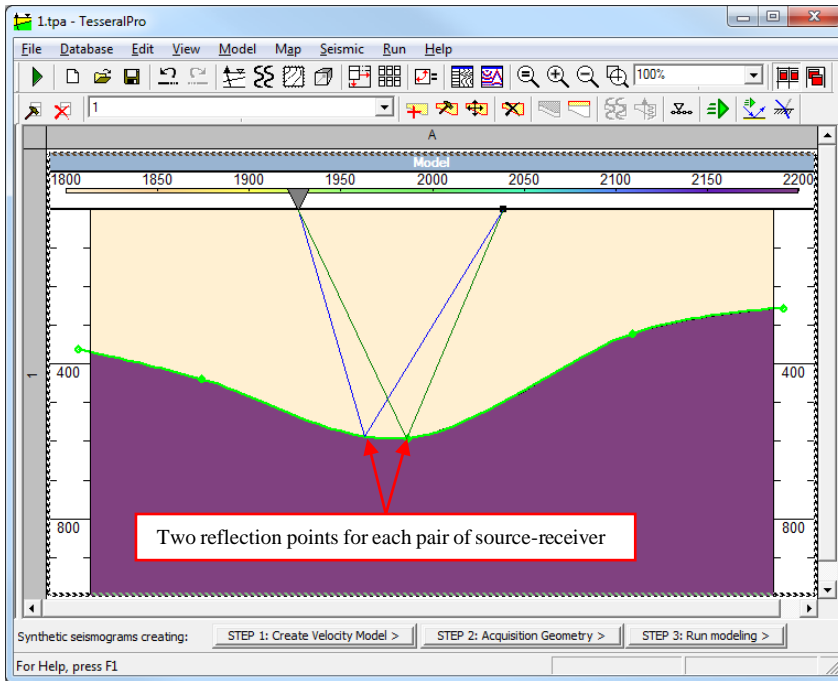 1.tpa - TesseralPro
File Database Edit View Model Map Seismic Run Help
100%
1
A
Model
1800 1850 1900 1950 2000 2050 2100 2150 2200
1
400 400
800 800
Two reflection points for each pair of source-receiver
Synthetic seismograms creating: STEP 1: Create Velocity Model > STEP 2: Acquisition Geometry > STEP 3: Run modeling >
For Help, press F1